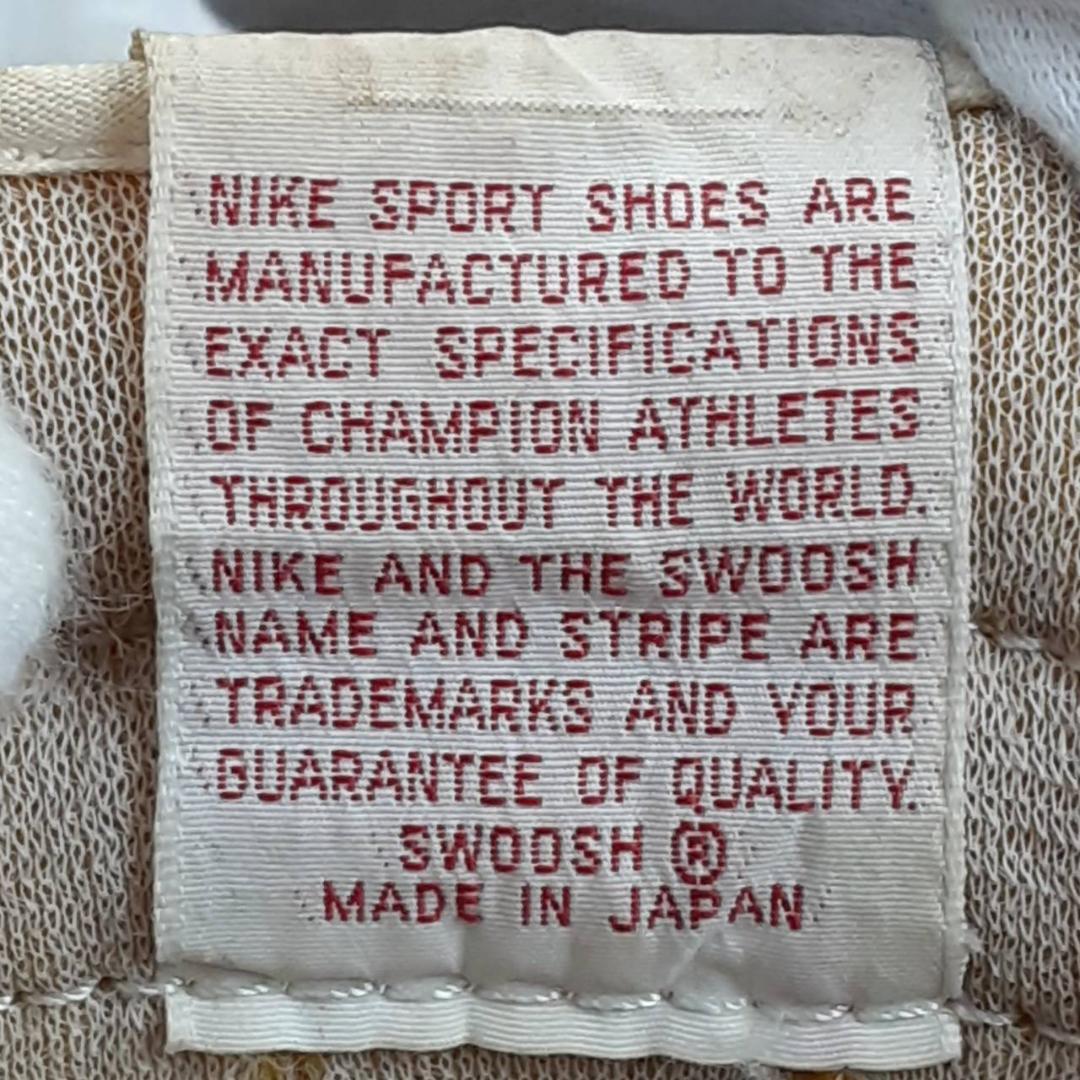 NIKE SPORT SHOES ARE
MANUFACTURED TO THE
EXACT SPECIFICATIONS
OF CHAMPION ATHLETES
THROUGHOUT THE WORLD.
NIKE AND THE SWOOSH
NAME AND STRIPE ARE
TRADEMARKS AND YOUR
GUARANTEE OF QUALITY.
SWOOSH ®
MADE IN JAPAN